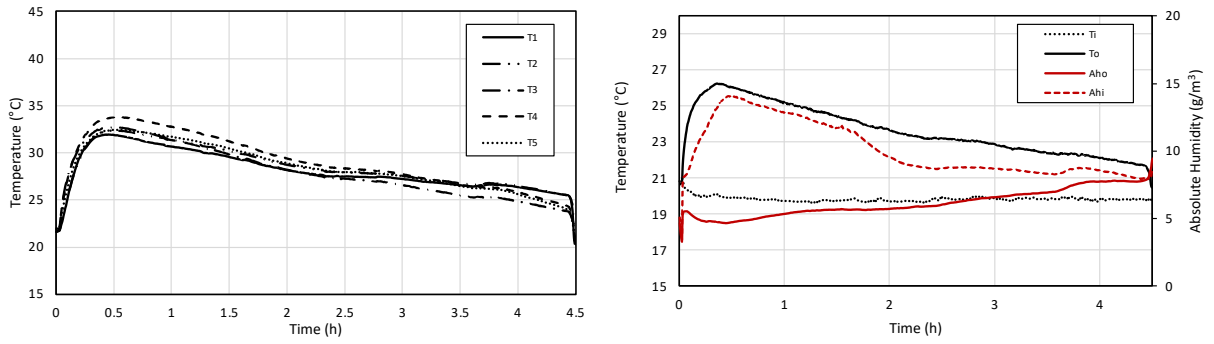 45
40
35
30
25
20
15
Temperature (°C)
0
0.5
1
1.5
2
2.5
3
3.5
4
4.5
Time (h)
T1
T2
T3
T4
T5
29
27
25
23
21
19
17
15
Temperature (°C)
0
1
2
3
4
Time (h)
20
15
10
5
0
Absolute Humidity (g/m³)
Ti
To
Aho
Ahi